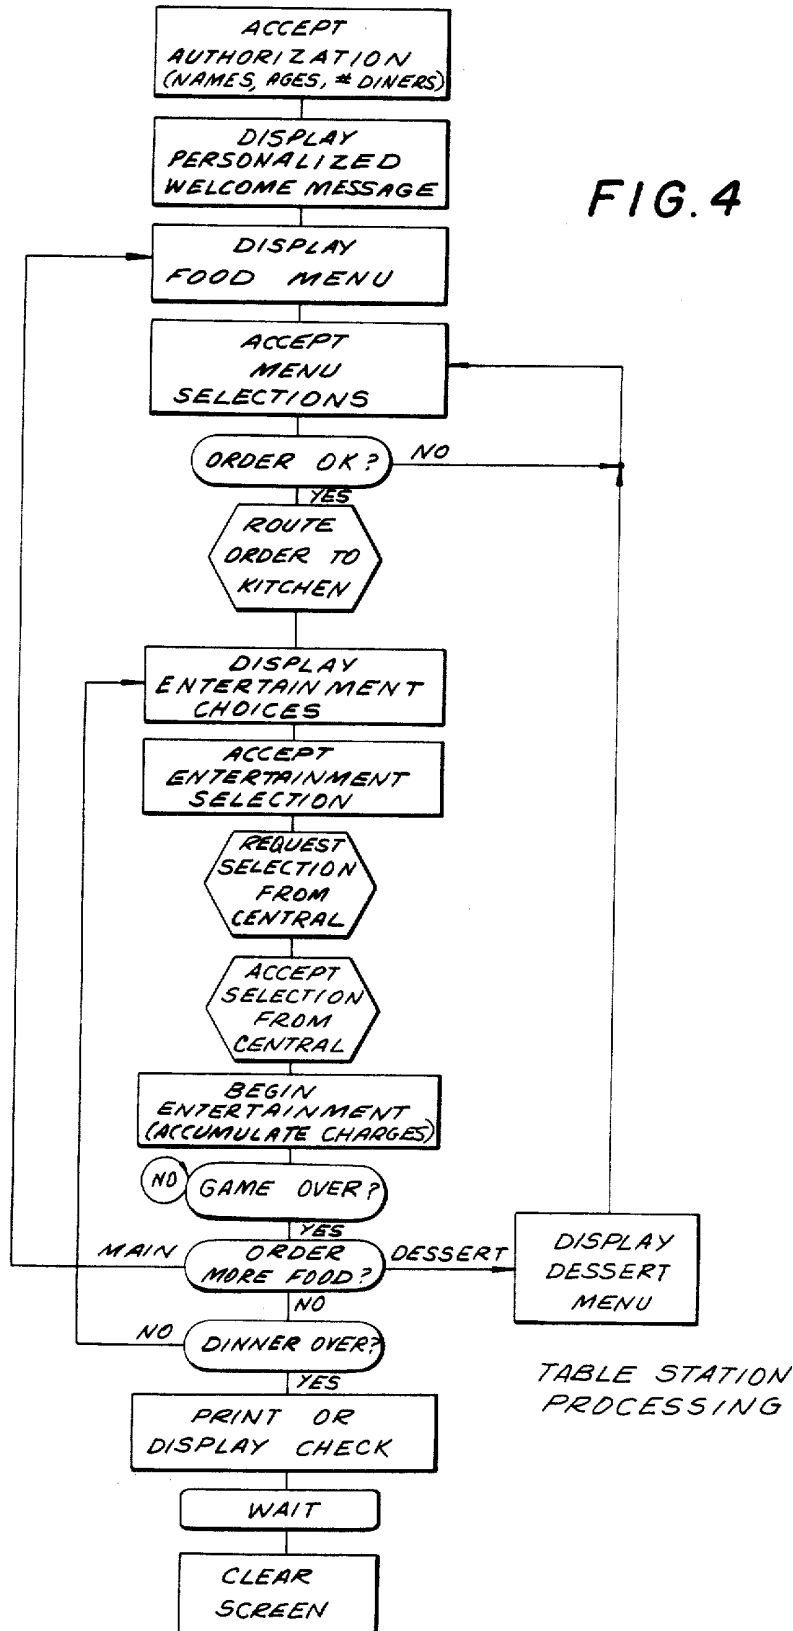 ACCEPT
AUTHORIZATION
(NAMES, AGES, # DINERS)
DISPLAY
PERSONALIZED
WELCOME MESSAGE
FIG.4
DISPLAY
FOOD MENU
ACCEPT
MENU
SELECTIONS
ORDER OK?
NO
YES
ROUTE
ORDER TO
KITCHEN
DISPLAY
ENTERTAINMENT
CHOICES
ACCEPT
ENTERTAINMENT
SELECTION
REQUEST
SELECTION
FROM
CENTRAL
ACCEPT
SELECTION
FROM
CENTRAL
BEGIN
ENTERTAINMENT
(ACCUMULATE CHARGES)
NO
GAME OVER?
YES
MAIN
ORDER
MORE FOOD?
DESSERT
DISPLAY
DESSERT
MENU
NO
NO
DINNER OVER?
YES
TABLE STATION
PROCESSING
PRINT OR
DISPLAY CHECK
WAIT
CLEAR
SCREEN